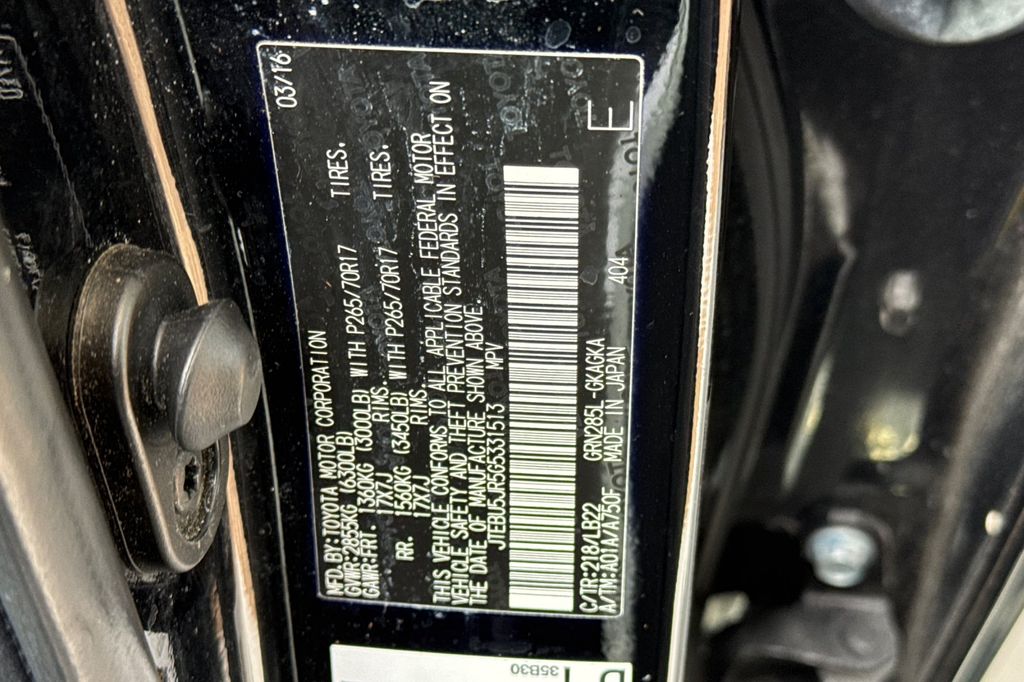 MFD.BY:TOYOTA MOTOR CORPORATION 03/16
GVWR:2855KG (6300LB)
GAWR:FRT. 1360KG (3000LB) WITH P265/70R17 TIRES.
17X7J RIMS.
RR. 1560KG (3450LB) WITH P265/70R17 TIRES.
17X7J RIMS.
THIS VEHICLE CONFORMS TO ALL APPLICABLE FEDERAL MOTOR
VEHICLE SAFETY AND THEFT PREVENTION STANDARDS IN EFFECT ON
THE DATE OF MANUFACTURE SHOWN ABOVE.
JTEBU5JR5G5331513 MPV
C/TR:218/LB22 GRN285L-GKAGKA
A/TM:A01A/A750F MADE IN JAPAN 404
E
35B30